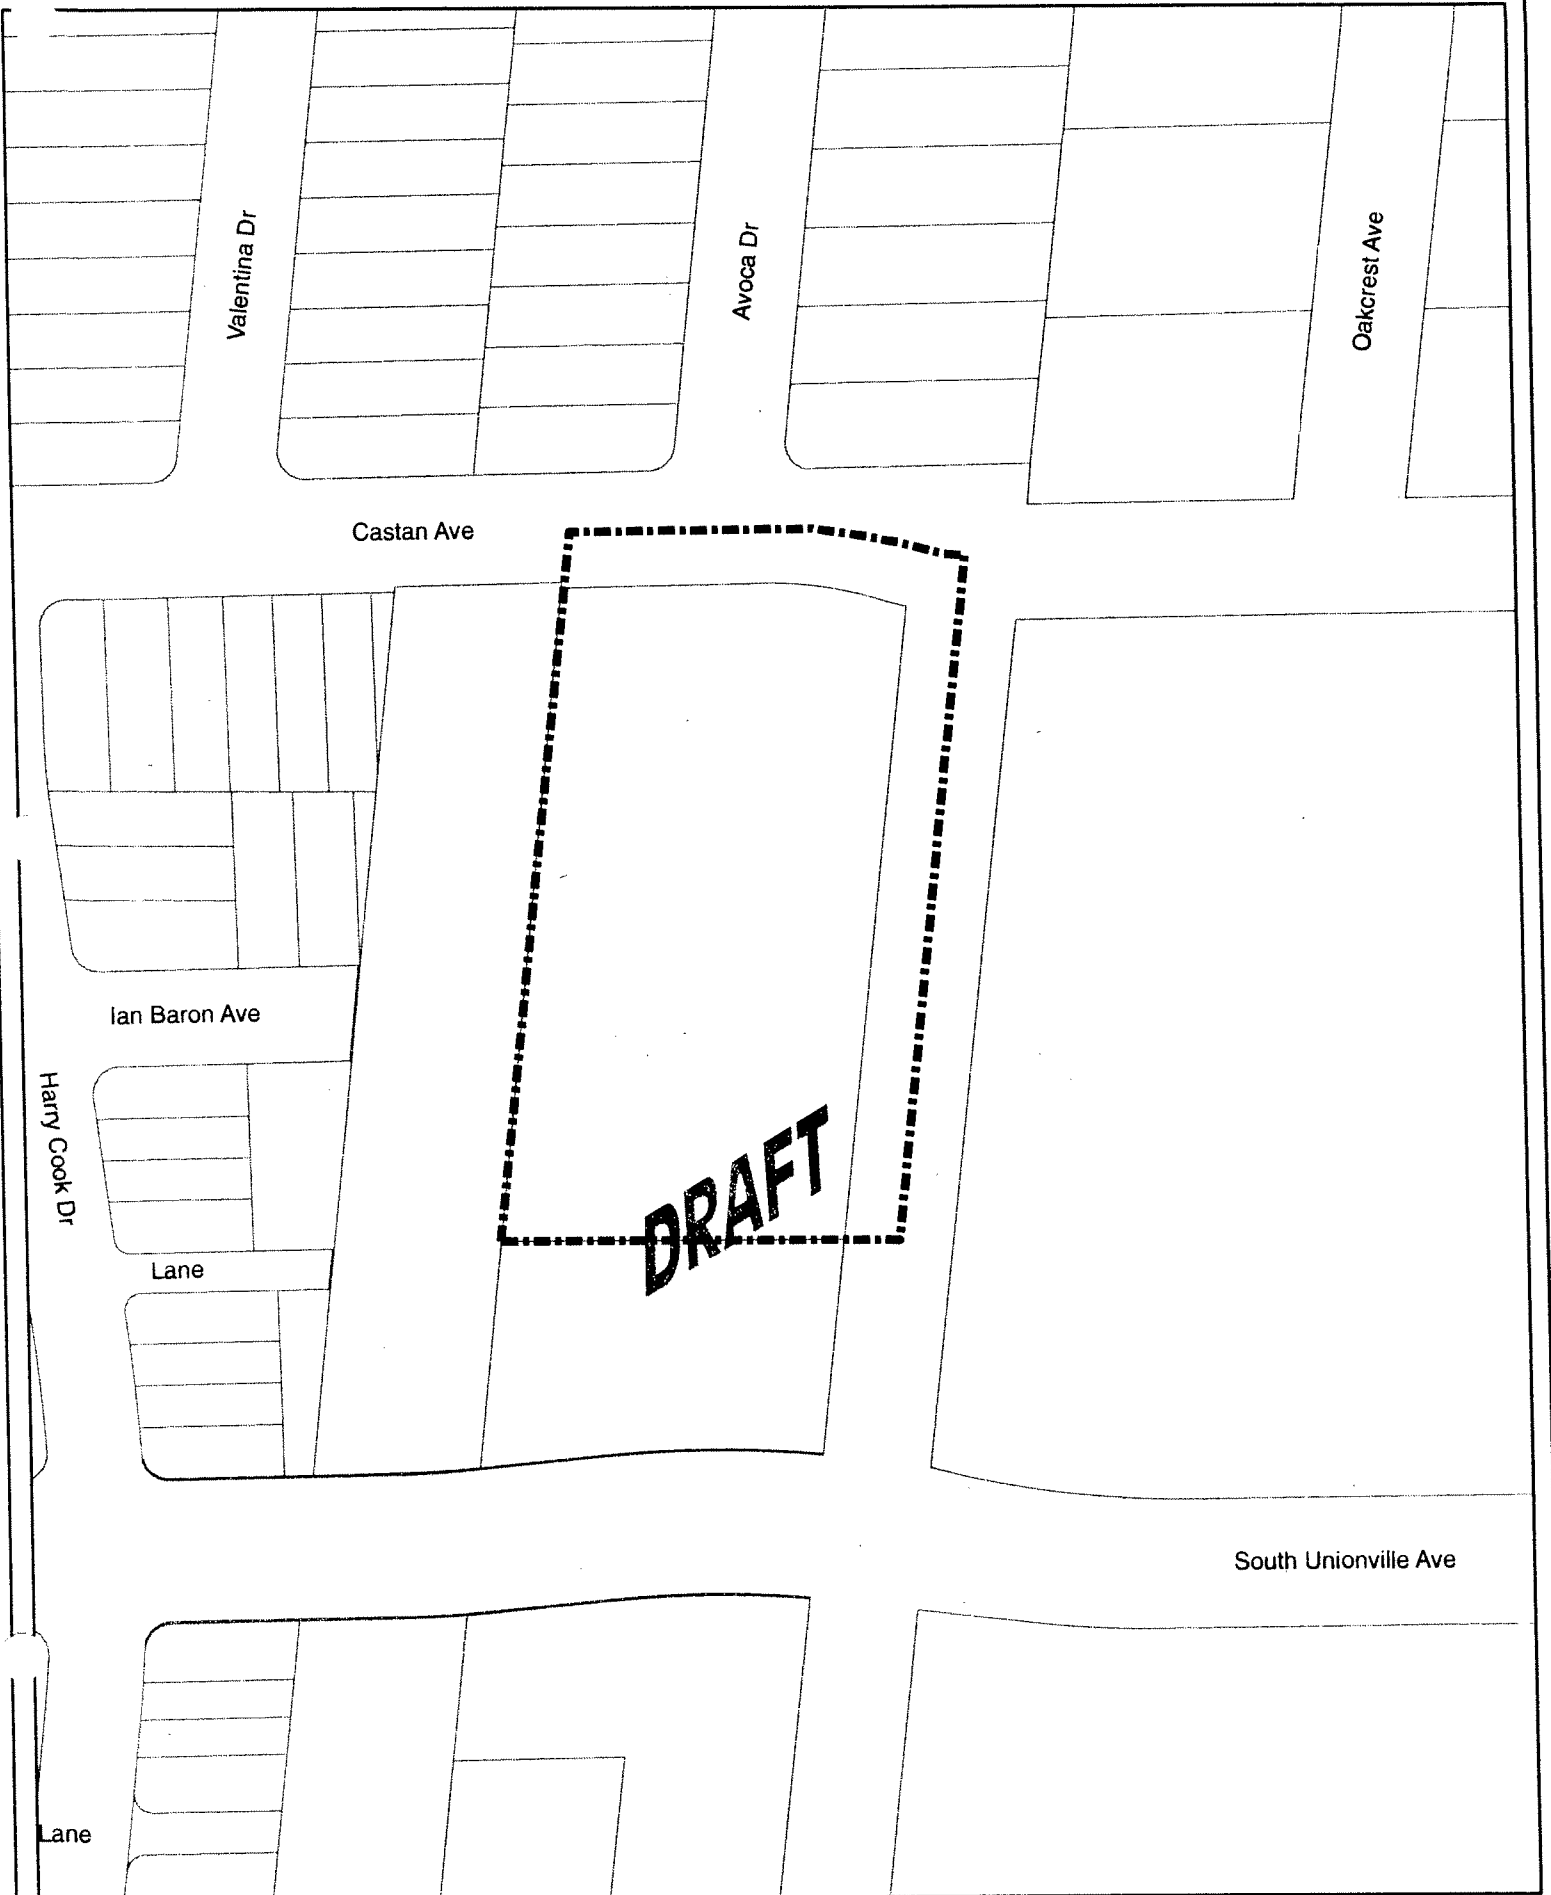 Valentina Dr
Avoca Dr
Oakcrest Ave
Castan Ave
Ian Baron Ave
Harry Cook Dr
DRAFT
Lane
South Unionville Ave
Lane